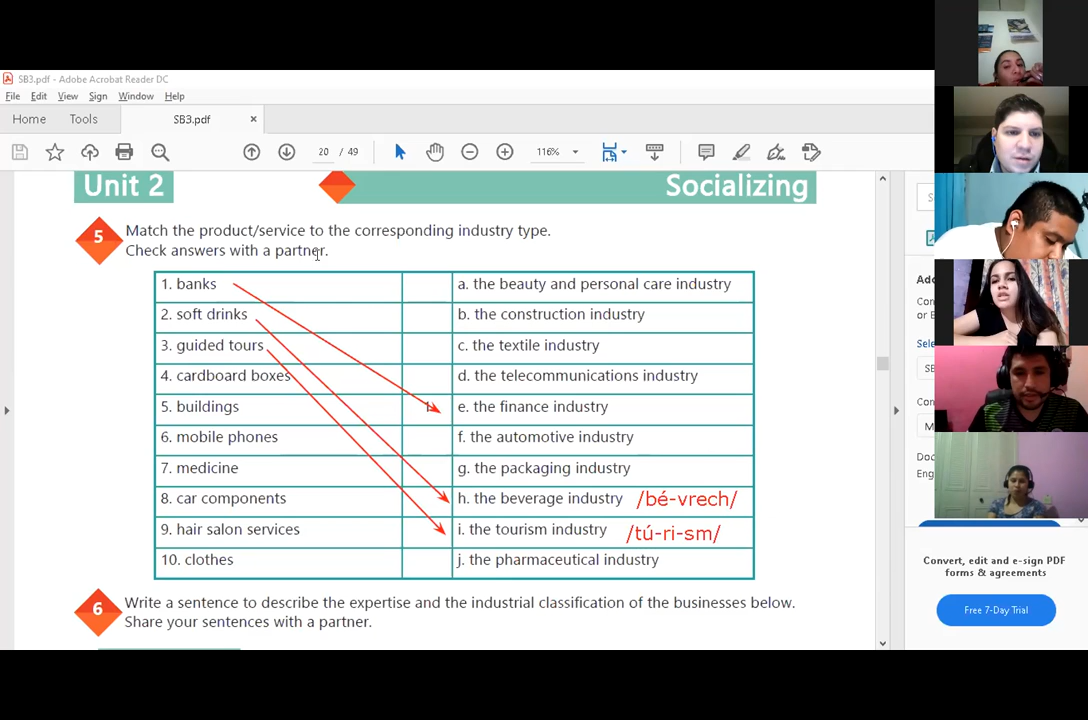 SB3.pdf - Adobe Acrobat Reader DC
File Edit View Sign Window Help
Home Tools SB3.pdf ×
20 / 49 116%
Unit 2 Socializing
5 Match the product/service to the corresponding industry type.
Check answers with a partner.
1. banks a. the beauty and personal care industry
2. soft drinks b. the construction industry
3. guided tours c. the textile industry
4. cardboard boxes d. the telecommunications industry
5. buildings e. the finance industry
6. mobile phones f. the automotive industry
7. medicine g. the packaging industry
8. car components h. the beverage industry /bé-vrech/
9. hair salon services i. the tourism industry /tú-ri-sm/
10. clothes j. the pharmaceutical industry
6 Write a sentence to describe the expertise and the industrial classification of the businesses below.
Share your sentences with a partner.
Convert, edit and e-sign PDF
forms & agreements
Free 7-Day Trial